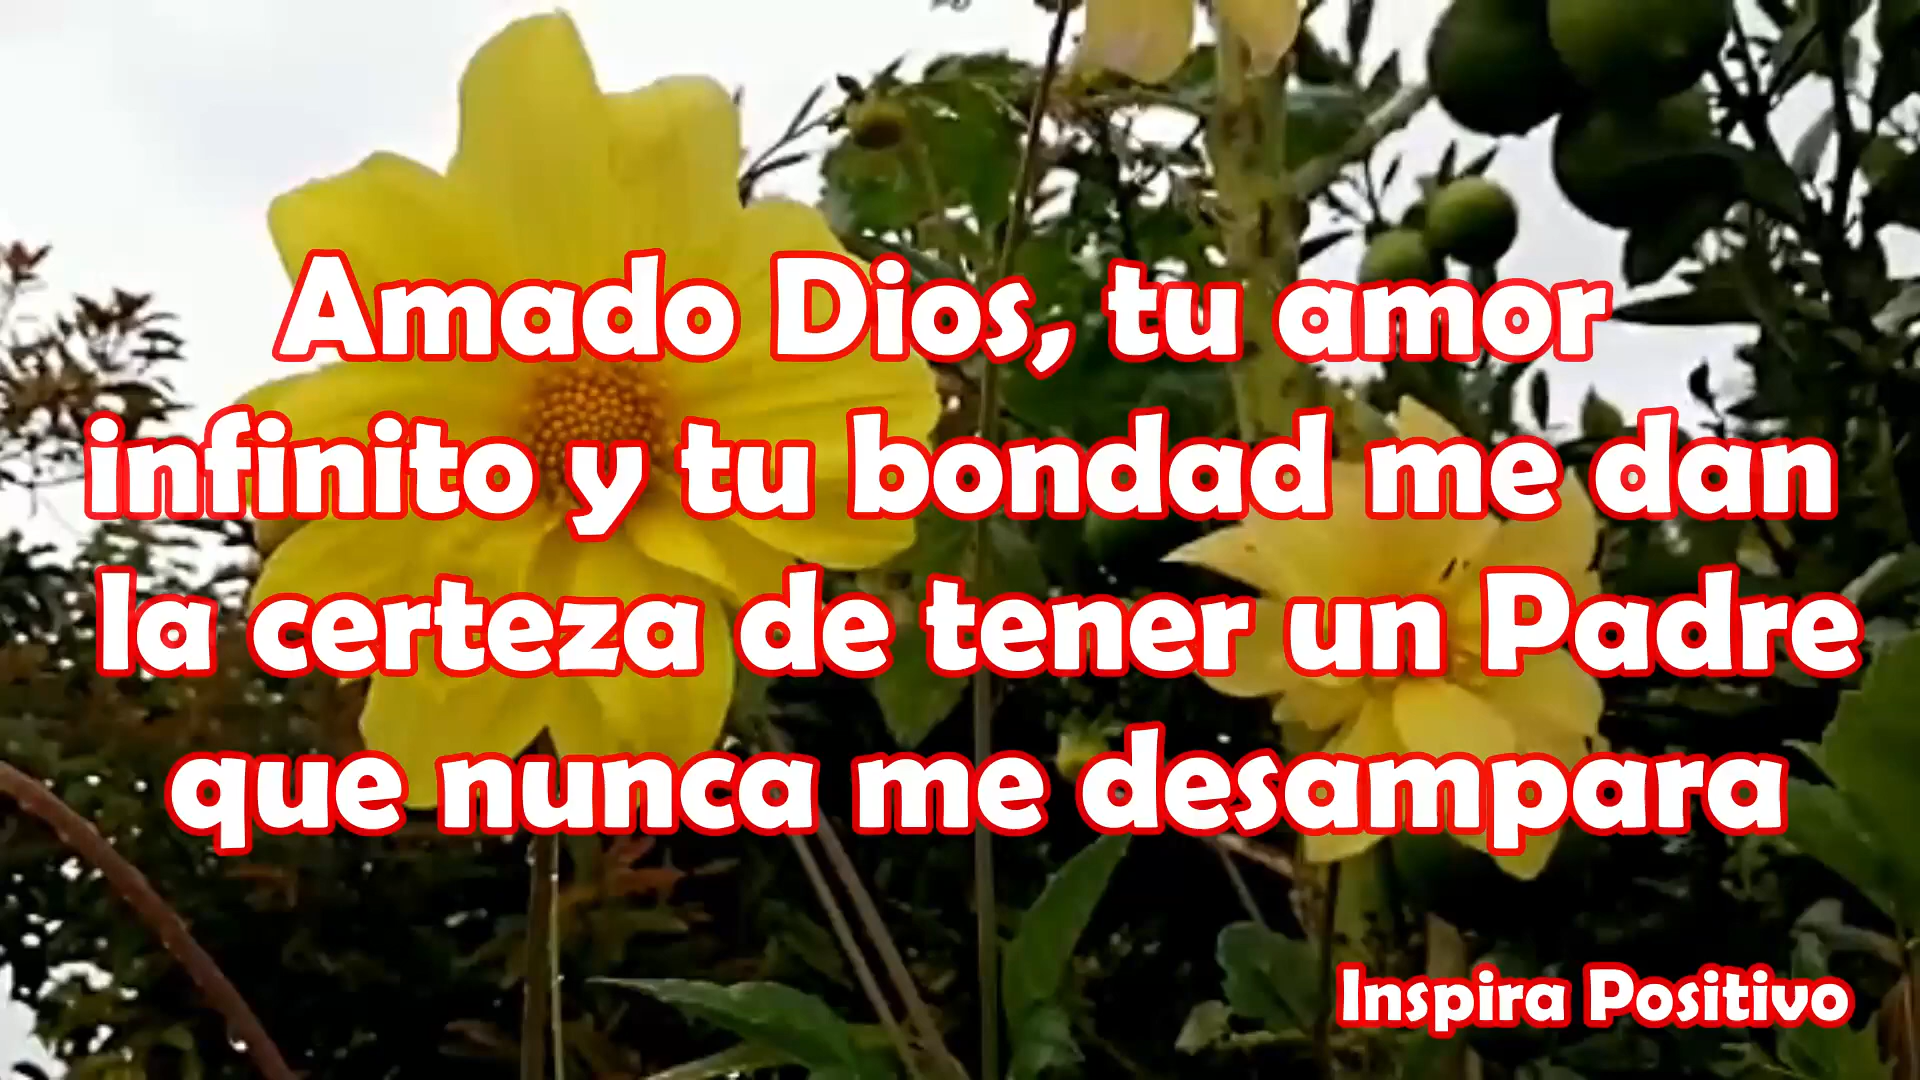 Amado Dios, tu amor
infinito y tu bondad me dan
la certeza de tener un Padre
que nunca me desampara
Inspira Positivo